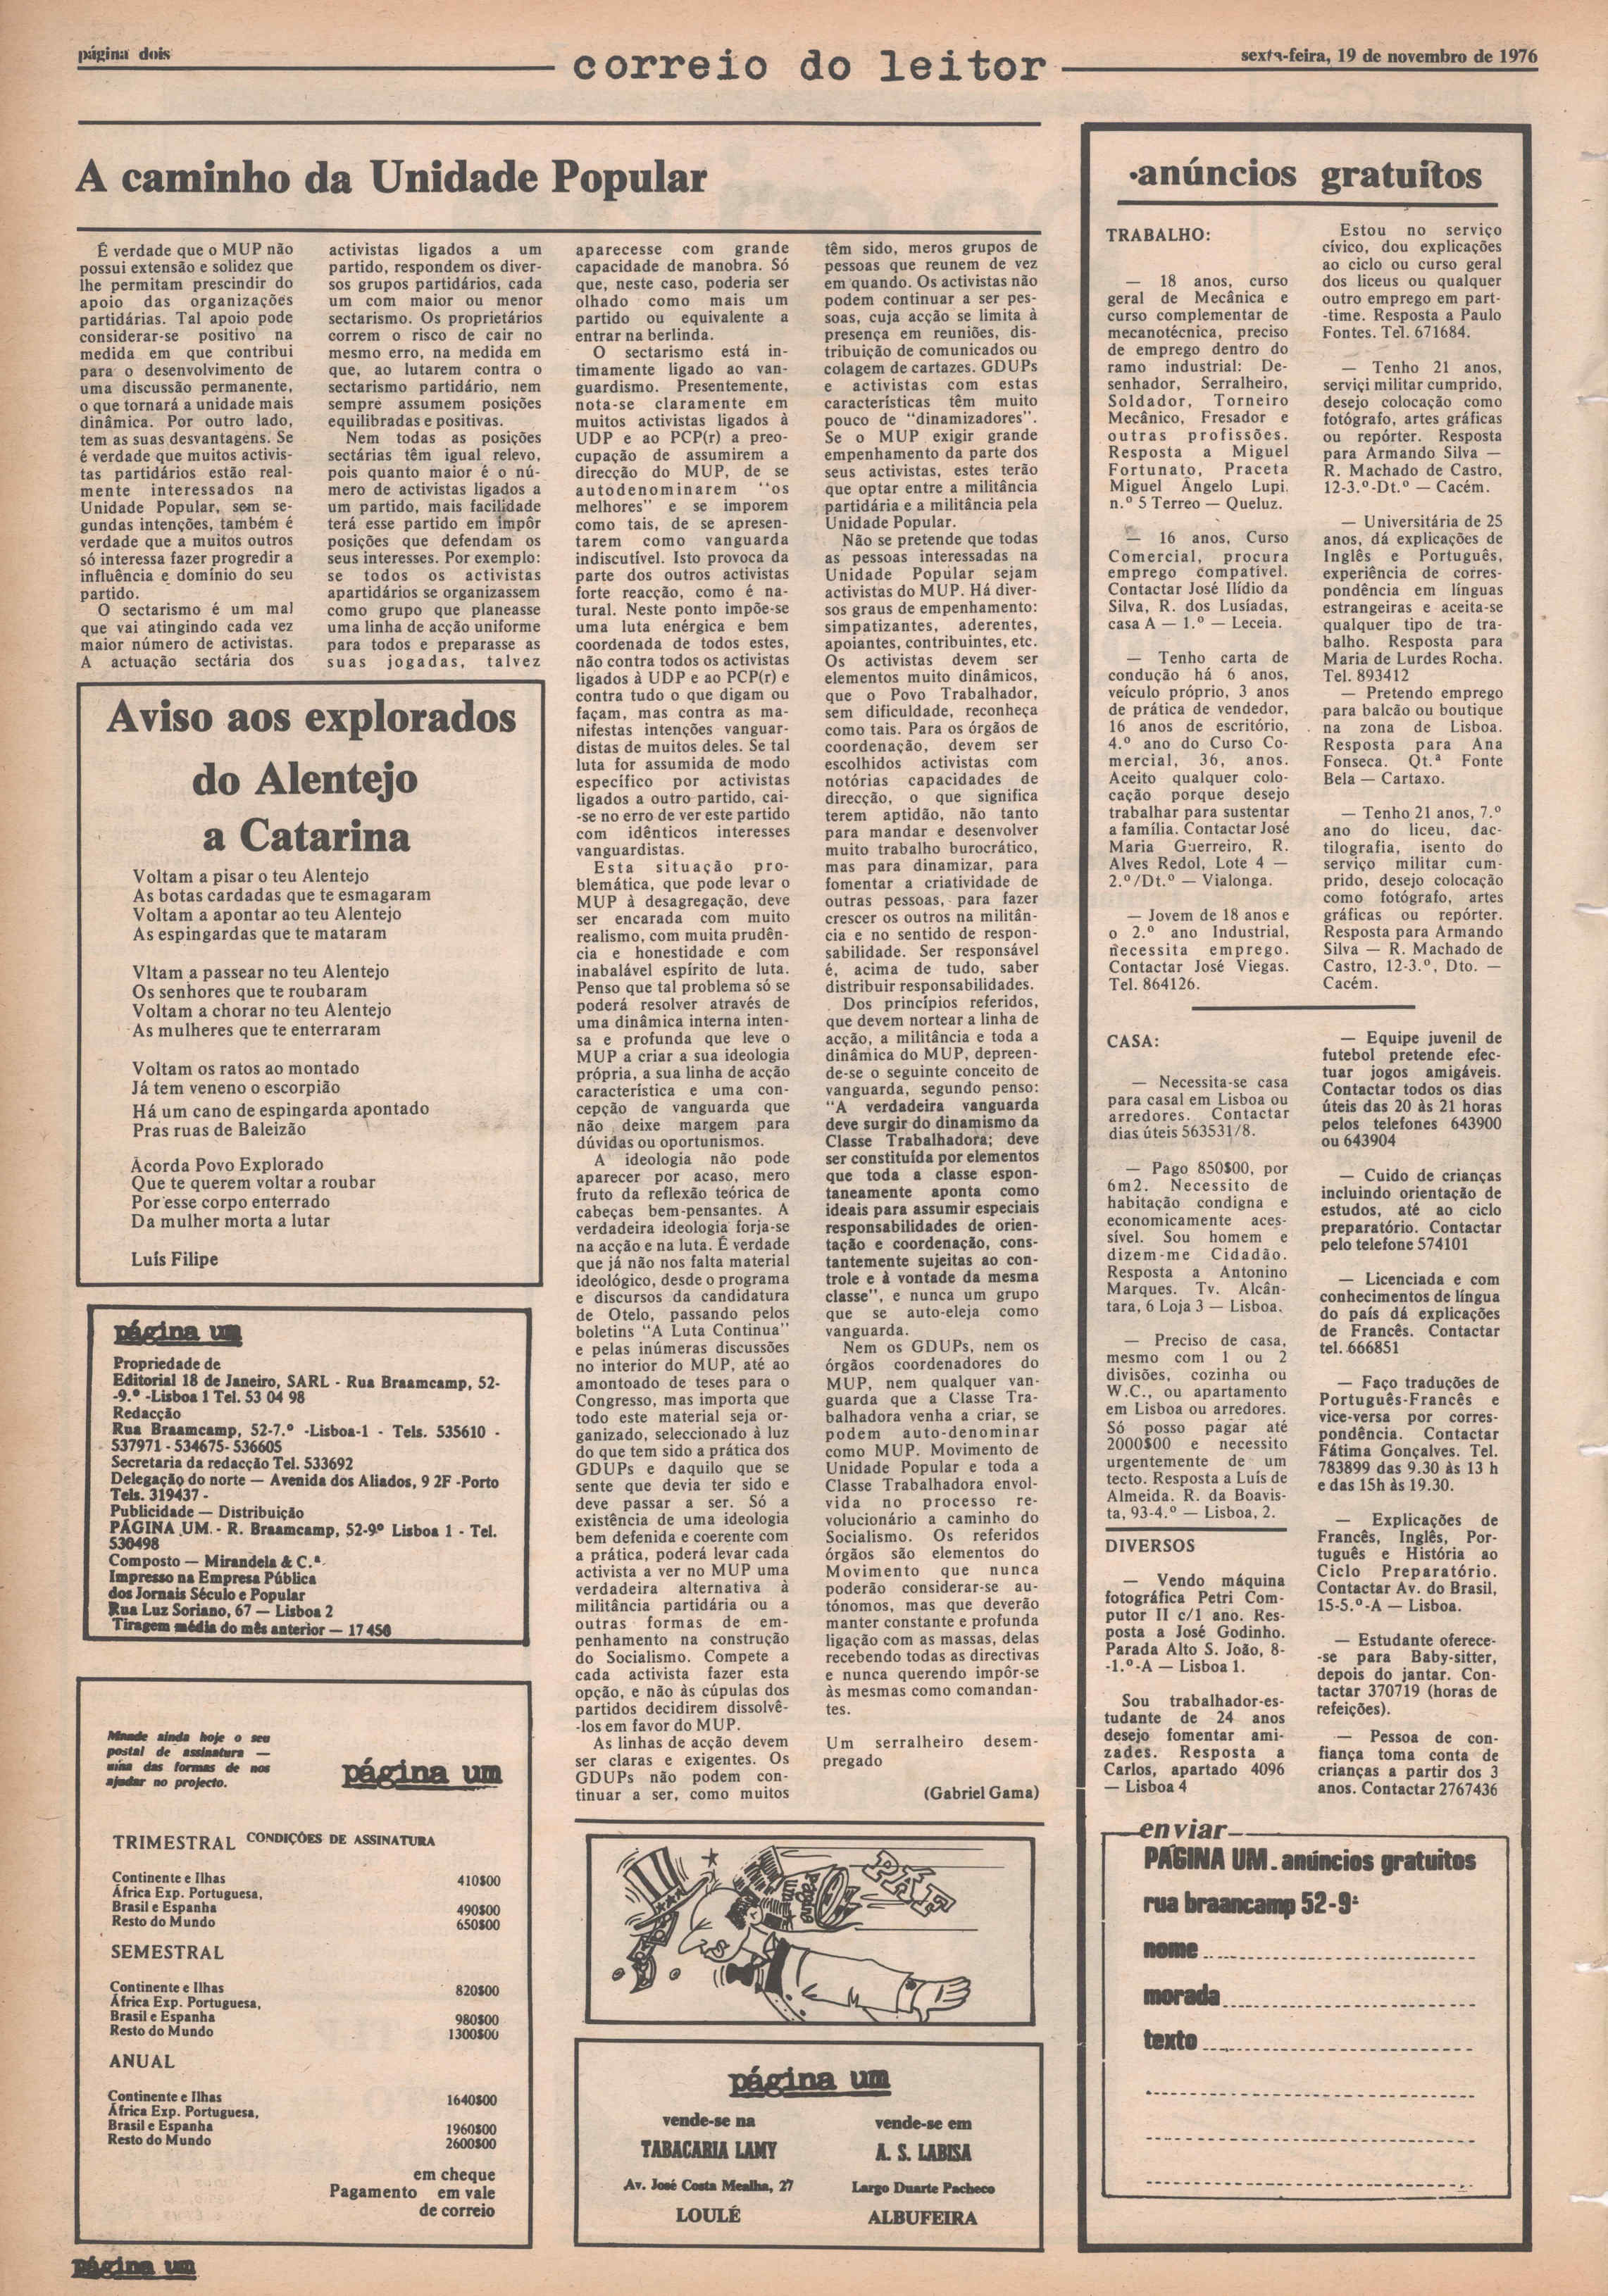 página dois
correio do leitor
sexta-feira, 19 de novembro de 1976
A caminho da Unidade Popular
É verdade que o MUP não
possui extensão e solidez que
lhe permitam prescindir do
apoio das organizações
partidárias. Tal apoio pode
considerar-se positivo na
medida em que contribui
para o desenvolvimento de
uma discussão permanente,
o que tornará a unidade mais
dinâmica. Por outro lado,
tem as suas desvantagens. Se
é verdade que muitos activis-
tas partidários estão real-
mente interessados na
Unidade Popular, sem se-
gundas intenções, também é
verdade que a muitos outros
só interessa fazer progredir a
influência e domínio do seu
partido.
O sectarismo é um mal
que vai atingindo cada vez
maior número de activistas.
A actuação sectária dos
activistas ligados a um
partido, respondem os diver-
sos grupos partidários, cada
um com maior ou menor
sectarismo. Os proprietários
correm o risco de cair no
mesmo erro, na medida em
que, ao lutarem contra o
sectarismo partidário, nem
sempre assumem posições
equilibradas e positivas.
Nem todas as posições
sectárias têm igual relevo,
pois quanto maior é o nú-
mero de activistas ligados a
um partido, mais facilidade
terá esse partido em impôr
posições que defendam os
seus interesses. Por exemplo:
se todos os activistas
apartidários se organizassem
como grupo que planeasse
uma linha de acção uniforme
para todos e preparasse as
suas jogadas, talvez
aparecesse com grande
capacidade de manobra. Só
que, neste caso, poderia ser
olhado como mais um
partido ou equivalente a
entrar na berlinda.
O sectarismo está in-
timamente ligado ao van-
guardismo. Presentemente,
nota-se claramente em
muitos activistas ligados à
UDP e ao PCP(r) a preo-
cupação de assumirem a
direcção do MUP, de se
autodenominarem "os
melhores" e se imporem
como tais, de se apresen-
tarem como vanguarda
indiscutível. Isto provoca da
parte dos outros activistas
forte reacção, como é na-
tural. Neste ponto impõe-se
uma luta enérgica e bem
coordenada de todos estes,
não contra todos os activistas
ligados à UDP e ao PCP(r) e
contra tudo o que digam ou
façam, mas contra as ma-
nifestas intenções vanguar-
distas de muitos deles. Se tal
luta for assumida de modo
específico por activistas
ligados a outro partido, cai-
-se no erro de ver este partido
com idênticos interesses
vanguardistas.
Esta situação pro-
blemática, que pode levar o
MUP à desagregação, deve
ser encarada com muito
realismo, com muita prudên-
cia e honestidade e com
inabalável espírito de luta.
Penso que tal problema só se
poderá resolver através de
uma dinâmica interna inten-
sa e profunda que leve o
MUP a criar a sua ideologia
própria, a sua linha de acção
característica e uma con-
cepção de vanguarda que
não deixe margem para
dúvidas ou oportunismos.
A ideologia não pode
aparecer por acaso, mero
fruto da reflexão teórica de
cabeças bem-pensantes. A
verdadeira ideologia forja-se
na acção e na luta. É verdade
que já não nos falta material
ideológico, desde o programa
e discursos da candidatura
de Otelo, passando pelos
boletins "A Luta Continua"
e pelas inúmeras discussões
no interior do MUP, até ao
amontoado de teses para o
Congresso, mas importa que
todo este material seja or-
ganizado, seleccionado à luz
do que tem sido a prática dos
GDUPs e daquilo que se
sente que devia ter sido e
deve passar a ser. Só a
existência de uma ideologia
bem defenida e coerente com
a prática, poderá levar cada
activista a ver no MUP uma
verdadeira alternativa à
militância partidária ou a
outras formas de em-
penhamento na construção
do Socialismo. Compete a
cada activista fazer esta
opção, e não às cúpulas dos
partidos decidirem dissolvê-
-los em favor do MUP.
As linhas de acção devem
ser claras e exigentes. Os
GDUPs não podem con-
tinuar a ser, como muitos
têm sido, meros grupos de
pessoas que reunem de vez
em quando. Os activistas não
podem continuar a ser pes-
soas, cuja acção se limita à
presença em reuniões, dis-
tribuição de comunicados ou
colagem de cartazes. GDUPs
e activistas com estas
características têm muito
pouco de "dinamizadores".
Se o MUP exigir grande
empenhamento da parte dos
seus activistas, estes terão
que optar entre a militância
partidária e a militância pela
Unidade Popular.
Não se pretende que todas
as pessoas interessadas na
Unidade Popular sejam
activistas do MUP. Há diver-
sos graus de empenhamento:
simpatizantes, aderentes,
apoiantes, contribuintes, etc.
Os activistas devem ser
elementos muito dinâmicos,
que o Povo Trabalhador,
sem dificuldade, reconheça
como tais. Para os órgãos de
coordenação, devem ser
escolhidos activistas com
notórias capacidades de
direcção, o que significa
terem aptidão, não tanto
para mandar e desenvolver
muito trabalho burocrático,
mas para dinamizar, para
fomentar a criatividade de
outras pessoas, para fazer
crescer os outros na militân-
cia e no sentido de respon-
sabilidade. Ser responsável
é, acima de tudo, saber
distribuir responsabilidades.
Dos princípios referidos,
que devem nortear a linha de
acção, a militância e toda a
dinâmica do MUP, depreen-
de-se o seguinte conceito de
vanguarda, segundo penso:
"A verdadeira vanguarda
deve surgir do dinamismo da
Classe Trabalhadora; deve
ser constituída por elementos
que toda a classe espon-
taneamente aponta como
ideais para assumir especiais
responsabilidades de orien-
tação e coordenação, cons-
tantemente sujeitas ao con-
trole e à vontade da mesma
classe", e nunca um grupo
que se auto-eleja como
vanguarda.
Nem os GDUPs, nem os
órgãos coordenadores do
MUP, nem qualquer van-
guarda que a Classe Tra-
balhadora venha a criar, se
podem auto-denominar
como MUP. Movimento de
Unidade Popular e toda a
Classe Trabalhadora envol-
vida no processo re-
volucionário a caminho do
Socialismo. Os referidos
órgãos são elementos do
Movimento que nunca
poderão considerar-se au-
tónomos, mas que deverão
manter constante e profunda
ligação com as massas, delas
recebendo todas as directivas
e nunca querendo impôr-se
às mesmas como comandan-
tes.
Um serralheiro desem-
pregado
(Gabriel Gama)
Aviso aos explorados
do Alentejo
a Catarina
Voltam a pisar o teu Alentejo
As botas cardadas que te esmagaram
Voltam a apontar ao teu Alentejo
As espingardas que te mataram
Vltam a passear no teu Alentejo
Os senhores que te roubaram
Voltam a chorar no teu Alentejo
As mulheres que te enterraram
Voltam os ratos ao montado
Já tem veneno o escorpião
Há um cano de espingarda apontado
Pras ruas de Baleizão
Acorda Povo Explorado
Que te querem voltar a roubar
Por esse corpo enterrado
Da mulher morta a lutar
Luís Filipe
página um
Propriedade de
Editorial 18 de Janeiro, SARL - Rua Braamcamp, 52-
-9.º -Lisboa 1 Tel. 53 04 98
Redacção
Rua Braamcamp, 52-7.º -Lisboa-1 - Tels. 535610 -
537971 - 534675- 536605
Secretaria da redacção Tel. 533692
Delegação do norte — Avenida dos Aliados, 9 2F -Porto
Tels. 319437 -
Publicidade — Distribuição
PÁGINA UM. - R. Braamcamp, 52-9º Lisboa 1 - Tel.
530498
Composto — Mirandela & C.ª
Impresso na Empresa Pública
dos Jornais Século e Popular
Rua Luz Soriano, 67 — Lisboa 2
Tiragem média do mês anterior — 17 450
Mande ainda hoje o seu
postal de assinatura —
uma das formas de nos
ajudar no projecto.
página um
TRIMESTRAL CONDIÇÕES DE ASSINATURA
Continente e Ilhas 410$00
África Exp. Portuguesa,
Brasil e Espanha 490$00
Resto do Mundo 650$00
SEMESTRAL
Continente e Ilhas 820$00
África Exp. Portuguesa,
Brasil e Espanha 980$00
Resto do Mundo 1300$00
ANUAL
Continente e Ilhas 1640$00
África Exp. Portuguesa,
Brasil e Espanha 1960$00
Resto do Mundo 2600$00
em cheque
Pagamento em vale
de correio
página um
PAF
página um
página um
vende-se na
TABACARIA LAMY
Av. José Costa Mealha, 27
LOULÉ
vende-se em
A. S. LABISA
Largo Duarte Pacheco
ALBUFEIRA
·anúncios gratuitos
TRABALHO:
— 18 anos, curso
geral de Mecânica e
curso complementar de
mecanotécnica, preciso
de emprego dentro do
ramo industrial: De-
senhador, Serralheiro,
Soldador, Torneiro
Mecânico, Fresador e
outras profissões.
Resposta a Miguel
Fortunato, Praceta
Miguel Ângelo Lupi.
n.º 5 Terreo — Queluz.
— 16 anos, Curso
Comercial, procura
emprego compatível.
Contactar José Ilídio da
Silva, R. dos Lusíadas,
casa A — 1.º — Leceia.
— Tenho carta de
condução há 6 anos,
veículo próprio, 3 anos
de prática de vendedor,
16 anos de escritório,
4.º ano do Curso Co-
mercial, 36, anos.
Aceito qualquer colo-
cação porque desejo
trabalhar para sustentar
a família. Contactar José
Maria Guerreiro, R.
Alves Redol, Lote 4 —
2.º/Dt.º — Vialonga.
— Jovem de 18 anos e
o 2.º ano Industrial,
necessita emprego.
Contactar José Viegas.
Tel. 864126.
Estou no serviço
cívico, dou explicações
ao ciclo ou curso geral
dos liceus ou qualquer
outro emprego em part-
-time. Resposta a Paulo
Fontes. Tel. 671684.
— Tenho 21 anos,
serviçi militar cumprido,
desejo colocação como
fotógrafo, artes gráficas
ou repórter. Resposta
para Armando Silva —
R. Machado de Castro,
12-3.º-Dt.º — Cacém.
— Universitária de 25
anos, dá explicações de
Inglês e Português,
experiência de corres-
pondência em línguas
estrangeiras e aceita-se
qualquer tipo de tra-
balho. Resposta para
Maria de Lurdes Rocha.
Tel. 893412
— Pretendo emprego
para balcão ou boutique
na zona de Lisboa.
Resposta para Ana
Fonseca. Qt.ª Fonte
Bela — Cartaxo.
— Tenho 21 anos, 7.º
ano do liceu, dac-
tilografia, isento do
serviço militar cum-
prido, desejo colocação
como fotógrafo, artes
gráficas ou repórter.
Resposta para Armando
Silva — R. Machado de
Castro, 12-3.º, Dto. —
Cacém.
CASA:
— Necessita-se casa
para casal em Lisboa ou
arredores. Contactar
dias úteis 563531/8.
— Pago 850$00, por
6m2. Necessito de
habitação condigna e
economicamente aces-
sível. Sou homem e
dizem-me Cidadão.
Resposta a Antonino
Marques. Tv. Alcân-
tara, 6 Loja 3 — Lisboa.
— Preciso de casa,
mesmo com 1 ou 2
divisões, cozinha ou
W.C., ou apartamento
em Lisboa ou arredores.
Só posso pagar até
2000$00 e necessito
urgentemente de um
tecto. Resposta a Luís de
Almeida. R. da Boavis-
ta, 93-4.º — Lisboa, 2.
DIVERSOS
— Vendo máquina
fotográfica Petri Com-
putor II c/1 ano. Res-
posta a José Godinho.
Parada Alto S. João, 8-
-1.º-A — Lisboa 1.
Sou trabalhador-es-
tudante de 24 anos
desejo fomentar ami-
zades. Resposta a
Carlos, apartado 4096
— Lisboa 4
— Equipe juvenil de
futebol pretende efec-
tuar jogos amigáveis.
Contactar todos os dias
úteis das 20 às 21 horas
pelos telefones 643900
ou 643904
— Cuido de crianças
incluindo orientação de
estudos, até ao ciclo
preparatório. Contactar
pelo telefone 574101
— Licenciada e com
conhecimentos de língua
do país dá explicações
de Francês. Contactar
tel. 666851
— Faço traduções de
Português-Francês e
vice-versa por corres-
pondência. Contactar
Fátima Gonçalves. Tel.
783899 das 9.30 às 13 h
e das 15h às 19.30.
— Explicações de
Francês, Inglês, Por-
tuguês e História ao
Ciclo Preparatório.
Contactar Av. do Brasil,
15-5.º-A — Lisboa.
— Estudante oferece-
-se para Baby-sitter,
depois do jantar. Con-
tactar 370719 (horas de
refeições).
— Pessoa de con-
fiança toma conta de
crianças a partir dos 3
anos. Contactar 2767436
enviar
PÁGINA UM. anúncios gratuitos
rua braancamp 52-9º
nome
morada
texto
página um